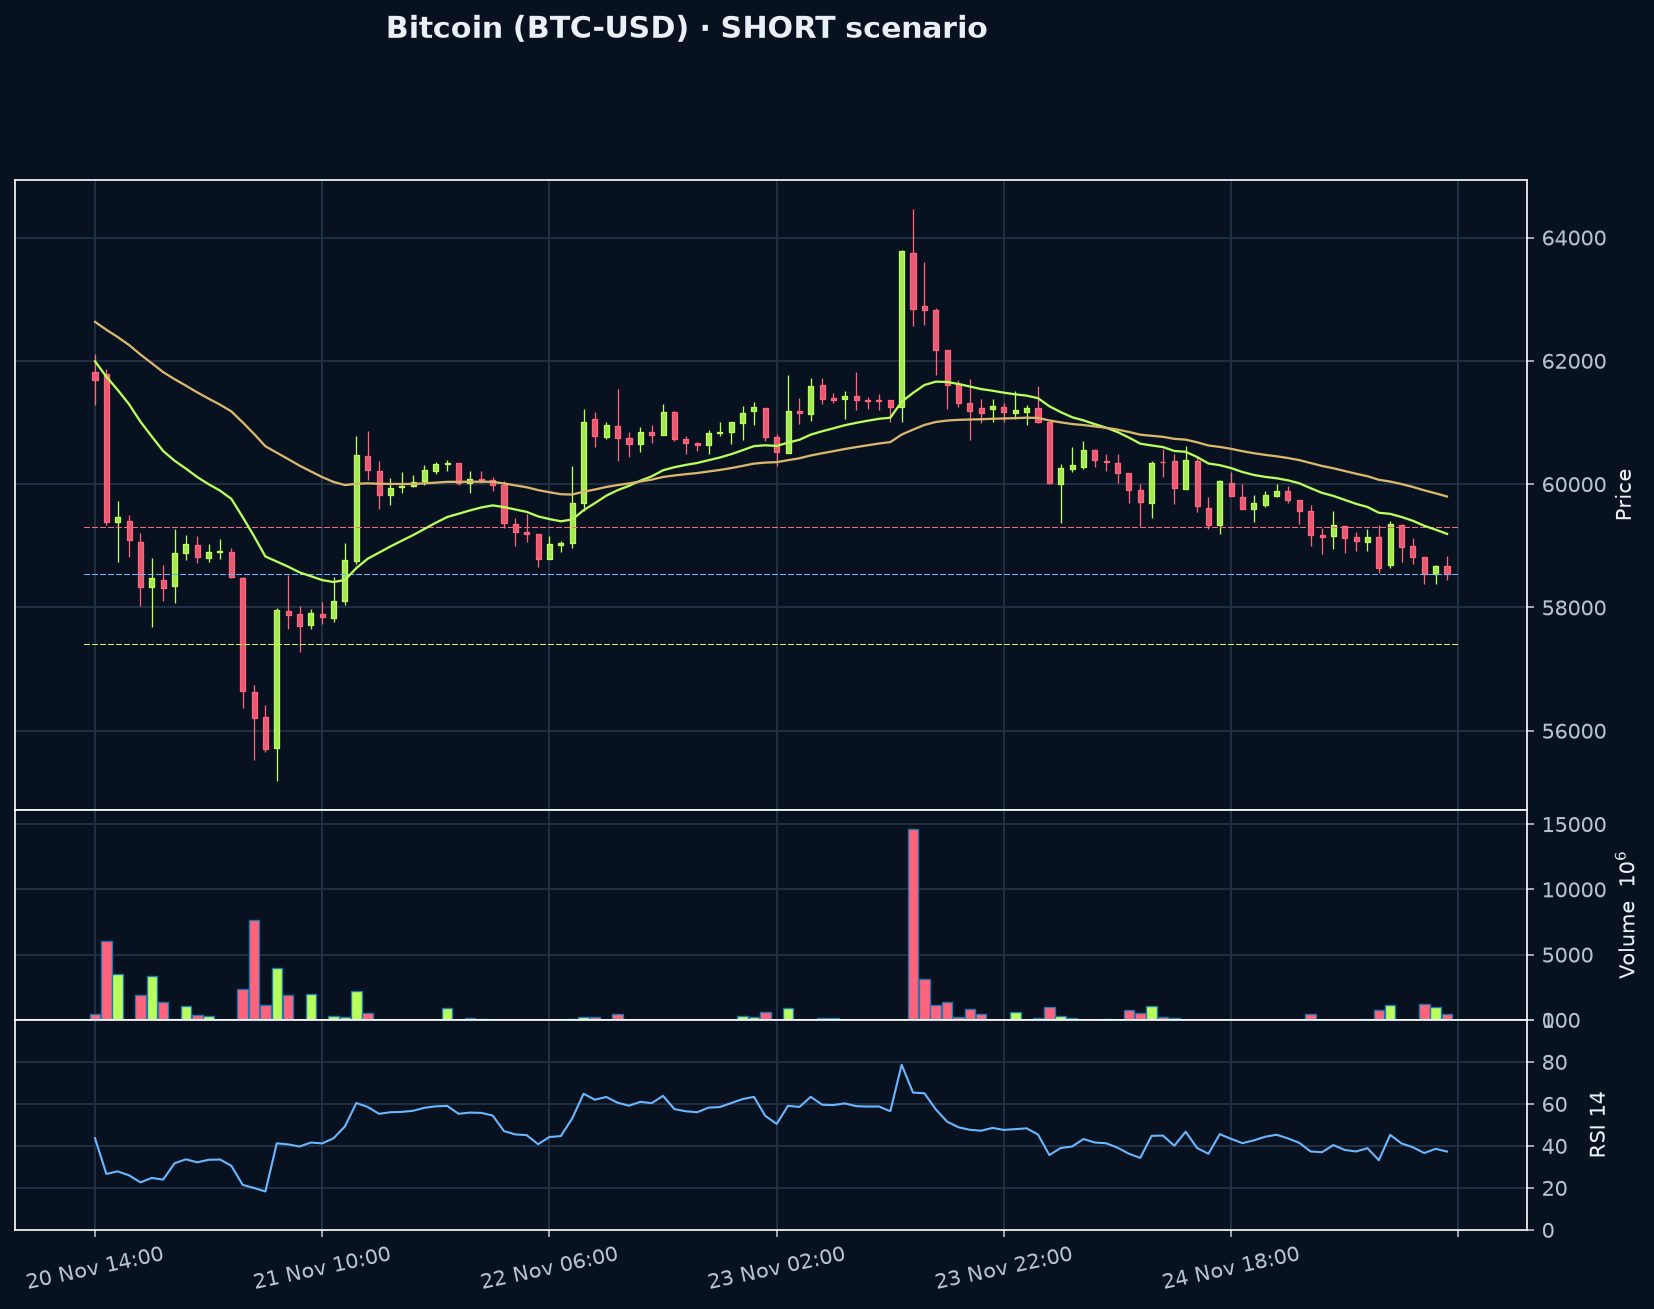 Bitcoin (BTC-USD) · SHORT scenario
64000
62000
60000
58000
56000
Price
15000
10000
5000
0
Volume 10⁶
100
80
60
40
20
0
RSI 14
20 Nov 14:00
21 Nov 10:00
22 Nov 06:00
23 Nov 02:00
23 Nov 22:00
24 Nov 18:00